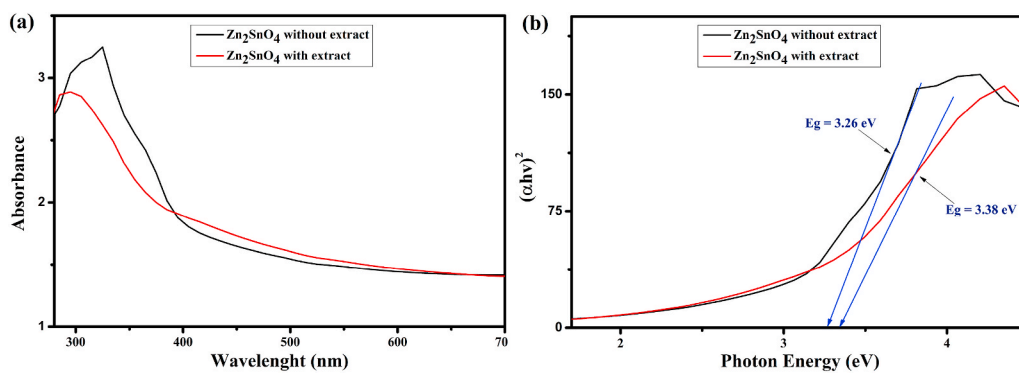 (a)
Zn2SnO4 without extract
Zn2SnO4 with extract
3
2
1
Absorbance
300
400
500
600
70
Wavelenght (nm)
(b)
Zn2SnO4 without extract
Zn2SnO4 with extract
150
75
0
(αhv)²
Eg = 3.26 eV
Eg = 3.38 eV
2
3
4
Photon Energy (eV)